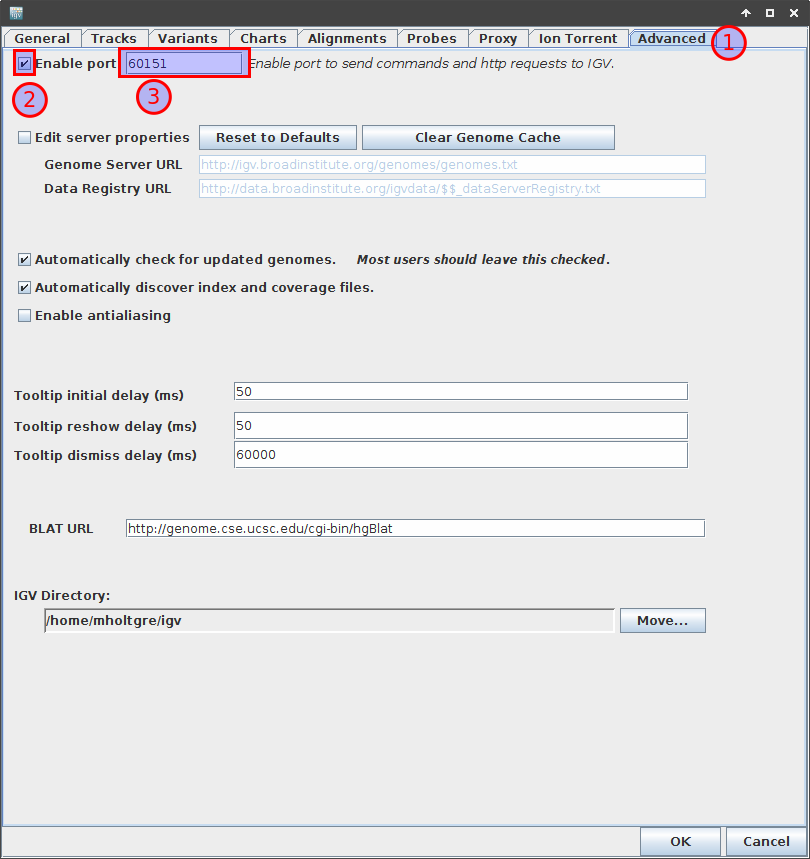 General Tracks Variants Charts Alignments Probes Proxy Ion Torrent Advanced 1
Enable port 60151 Enable port to send commands and http requests to IGV.
2 3
Edit server properties Reset to Defaults Clear Genome Cache
Genome Server URL http://igv.broadinstitute.org/genomes/genomes.txt
Data Registry URL http://data.broadinstitute.org/igvdata/$$_dataServerRegistry.txt
Automatically check for updated genomes. Most users should leave this checked.
Automatically discover index and coverage files.
Enable antialiasing
Tooltip initial delay (ms) 50
Tooltip reshow delay (ms) 50
Tooltip dismiss delay (ms) 60000
BLAT URL http://genome.cse.ucsc.edu/cgi-bin/hgBlat
IGV Directory:
/home/mholtgre/igv Move...
OK Cancel